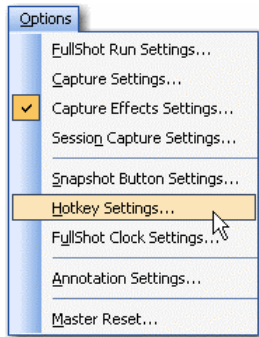 Options
FullShot Run Settings...
Capture Settings...
Capture Effects Settings...
Session Capture Settings...
Snapshot Button Settings...
Hotkey Settings...
FullShot Clock Settings...
Annotation Settings...
Master Reset...